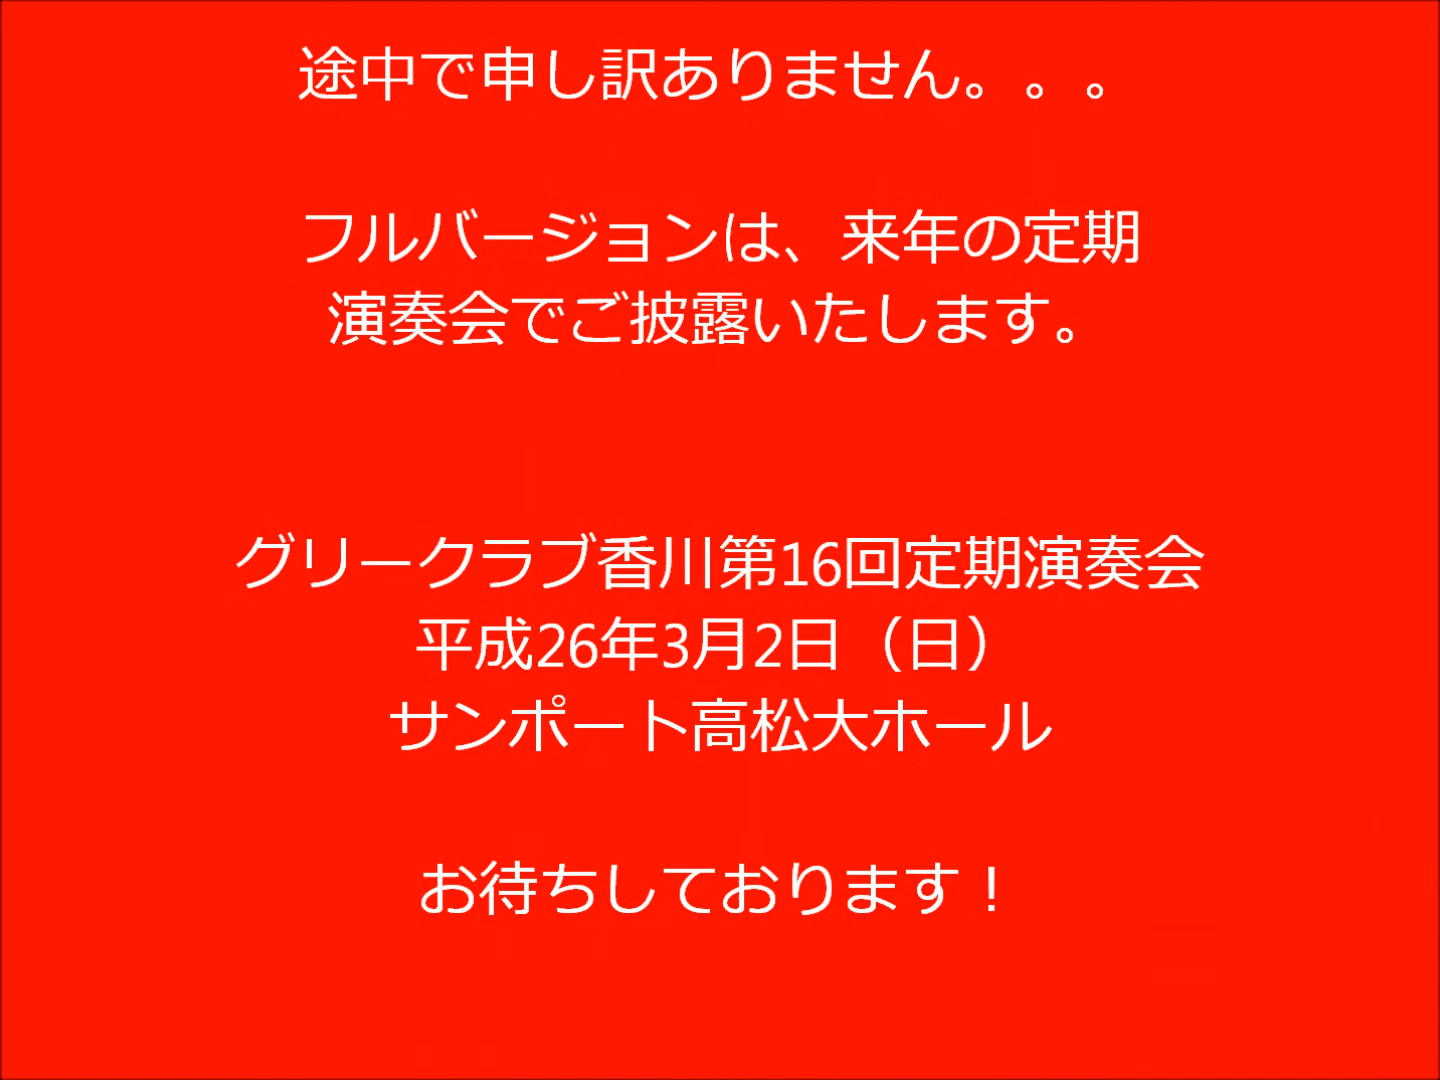 途中で申し訳ありません。。。
フルバージョンは、来年の定期
演奏会でご披露いたします。
グリークラブ香川第16回定期演奏会
平成26年3月2日（日）
サンポート高松大ホール
お待ちしております！